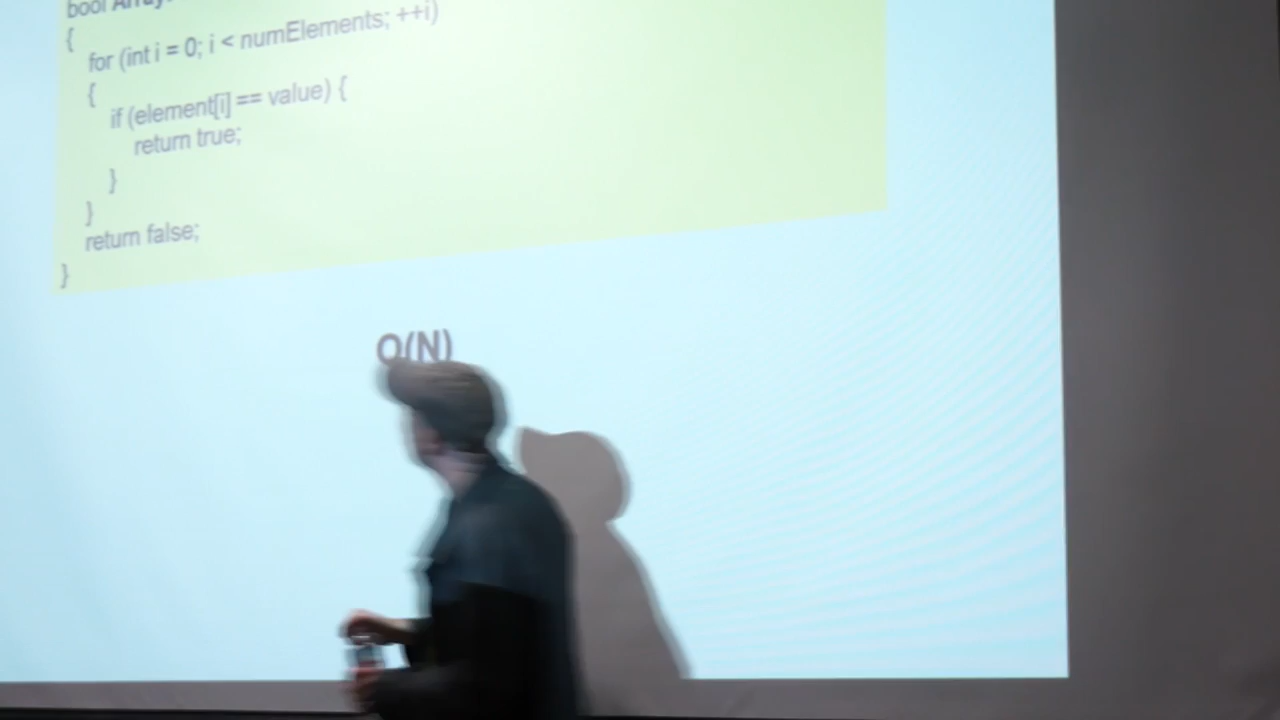 bool Array
{
for (int i = 0; i < numElements; ++i)
{
if (element[i] == value) {
return true;
}
}
return false;
}
O(N)